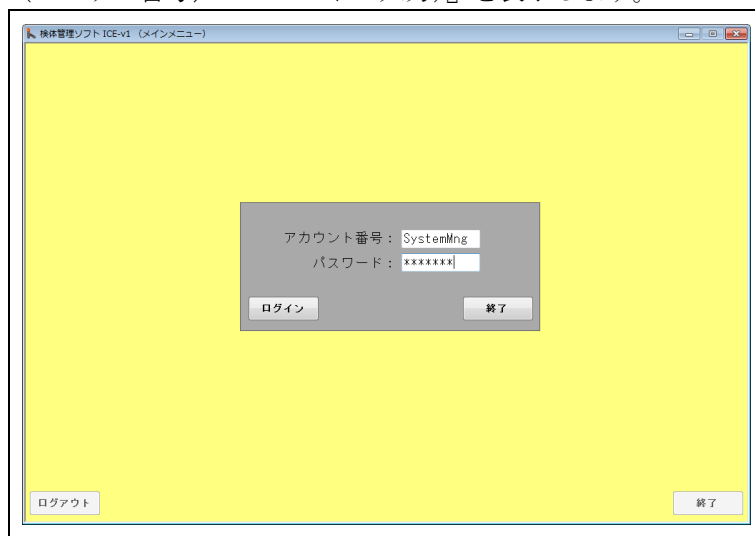 検体管理ソフト ICE-v1 （メインメニュー）
アカウント番号： SystemMng
パスワード： *******
ログイン 終了
ログアウト 終了